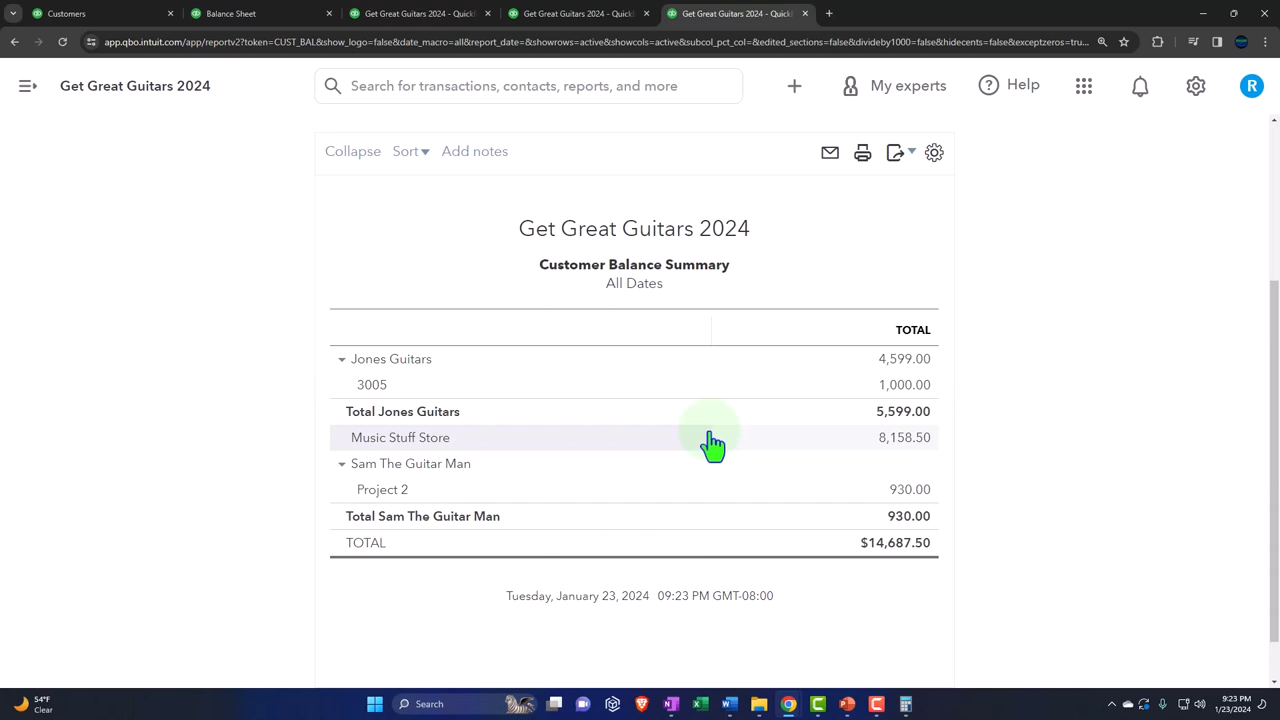 Customers
Balance Sheet
Get Great Guitars 2024 - Quick
Get Great Guitars 2024 - Quick
Get Great Guitars 2024 - Quick
app.qbo.intuit.com/app/reportv2?token=CUST_BAL&show_logo=false&date_macro=all&report_date=&showrows=active&showcols=active&subcol_pct_col=&edited_sections=false&divideby1000=false&hidecents=false&exceptzeros=tru...
Get Great Guitars 2024
Search for transactions, contacts, reports, and more
My experts
Help
R
Collapse Sort Add notes
Get Great Guitars 2024
Customer Balance Summary
All Dates
TOTAL
Jones Guitars 4,599.00
3005 1,000.00
Total Jones Guitars 5,599.00
Music Stuff Store 8,158.50
Sam The Guitar Man
Project 2 930.00
Total Sam The Guitar Man 930.00
TOTAL $14,687.50
Tuesday, January 23, 2024 09:23 PM GMT-08:00
54°F
Clear
Search
9:23 PM
1/23/2024